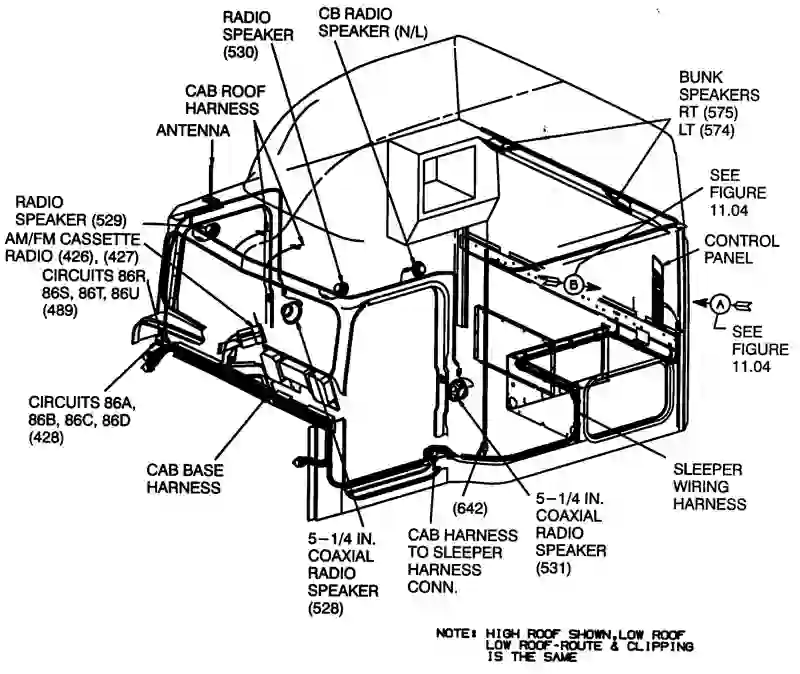 RADIO
SPEAKER
(530)
CB RADIO
SPEAKER (N/L)
CAB ROOF
HARNESS
ANTENNA
BUNK
SPEAKERS
RT (575)
LT (574)
SEE
FIGURE
11.04
RADIO
SPEAKER (529)
AM/FM CASSETTE
RADIO (426), (427)
CIRCUITS 86R,
86S, 86T, 86U
(489)
CONTROL
PANEL
B
A
SEE
FIGURE
11.04
CIRCUITS 86A,
86B, 86C, 86D
(428)
CAB BASE
HARNESS
5-1/4 IN.
COAXIAL
RADIO
SPEAKER
(528)
(642)
CAB HARNESS
TO SLEEPER
HARNESS
CONN.
5-1/4 IN.
COAXIAL
RADIO
SPEAKER
(531)
SLEEPER
WIRING
HARNESS
NOTE: HIGH ROOF SHOWN, LOW ROOF
LOW ROOF-ROUTE & CLIPPING
IS THE SAME